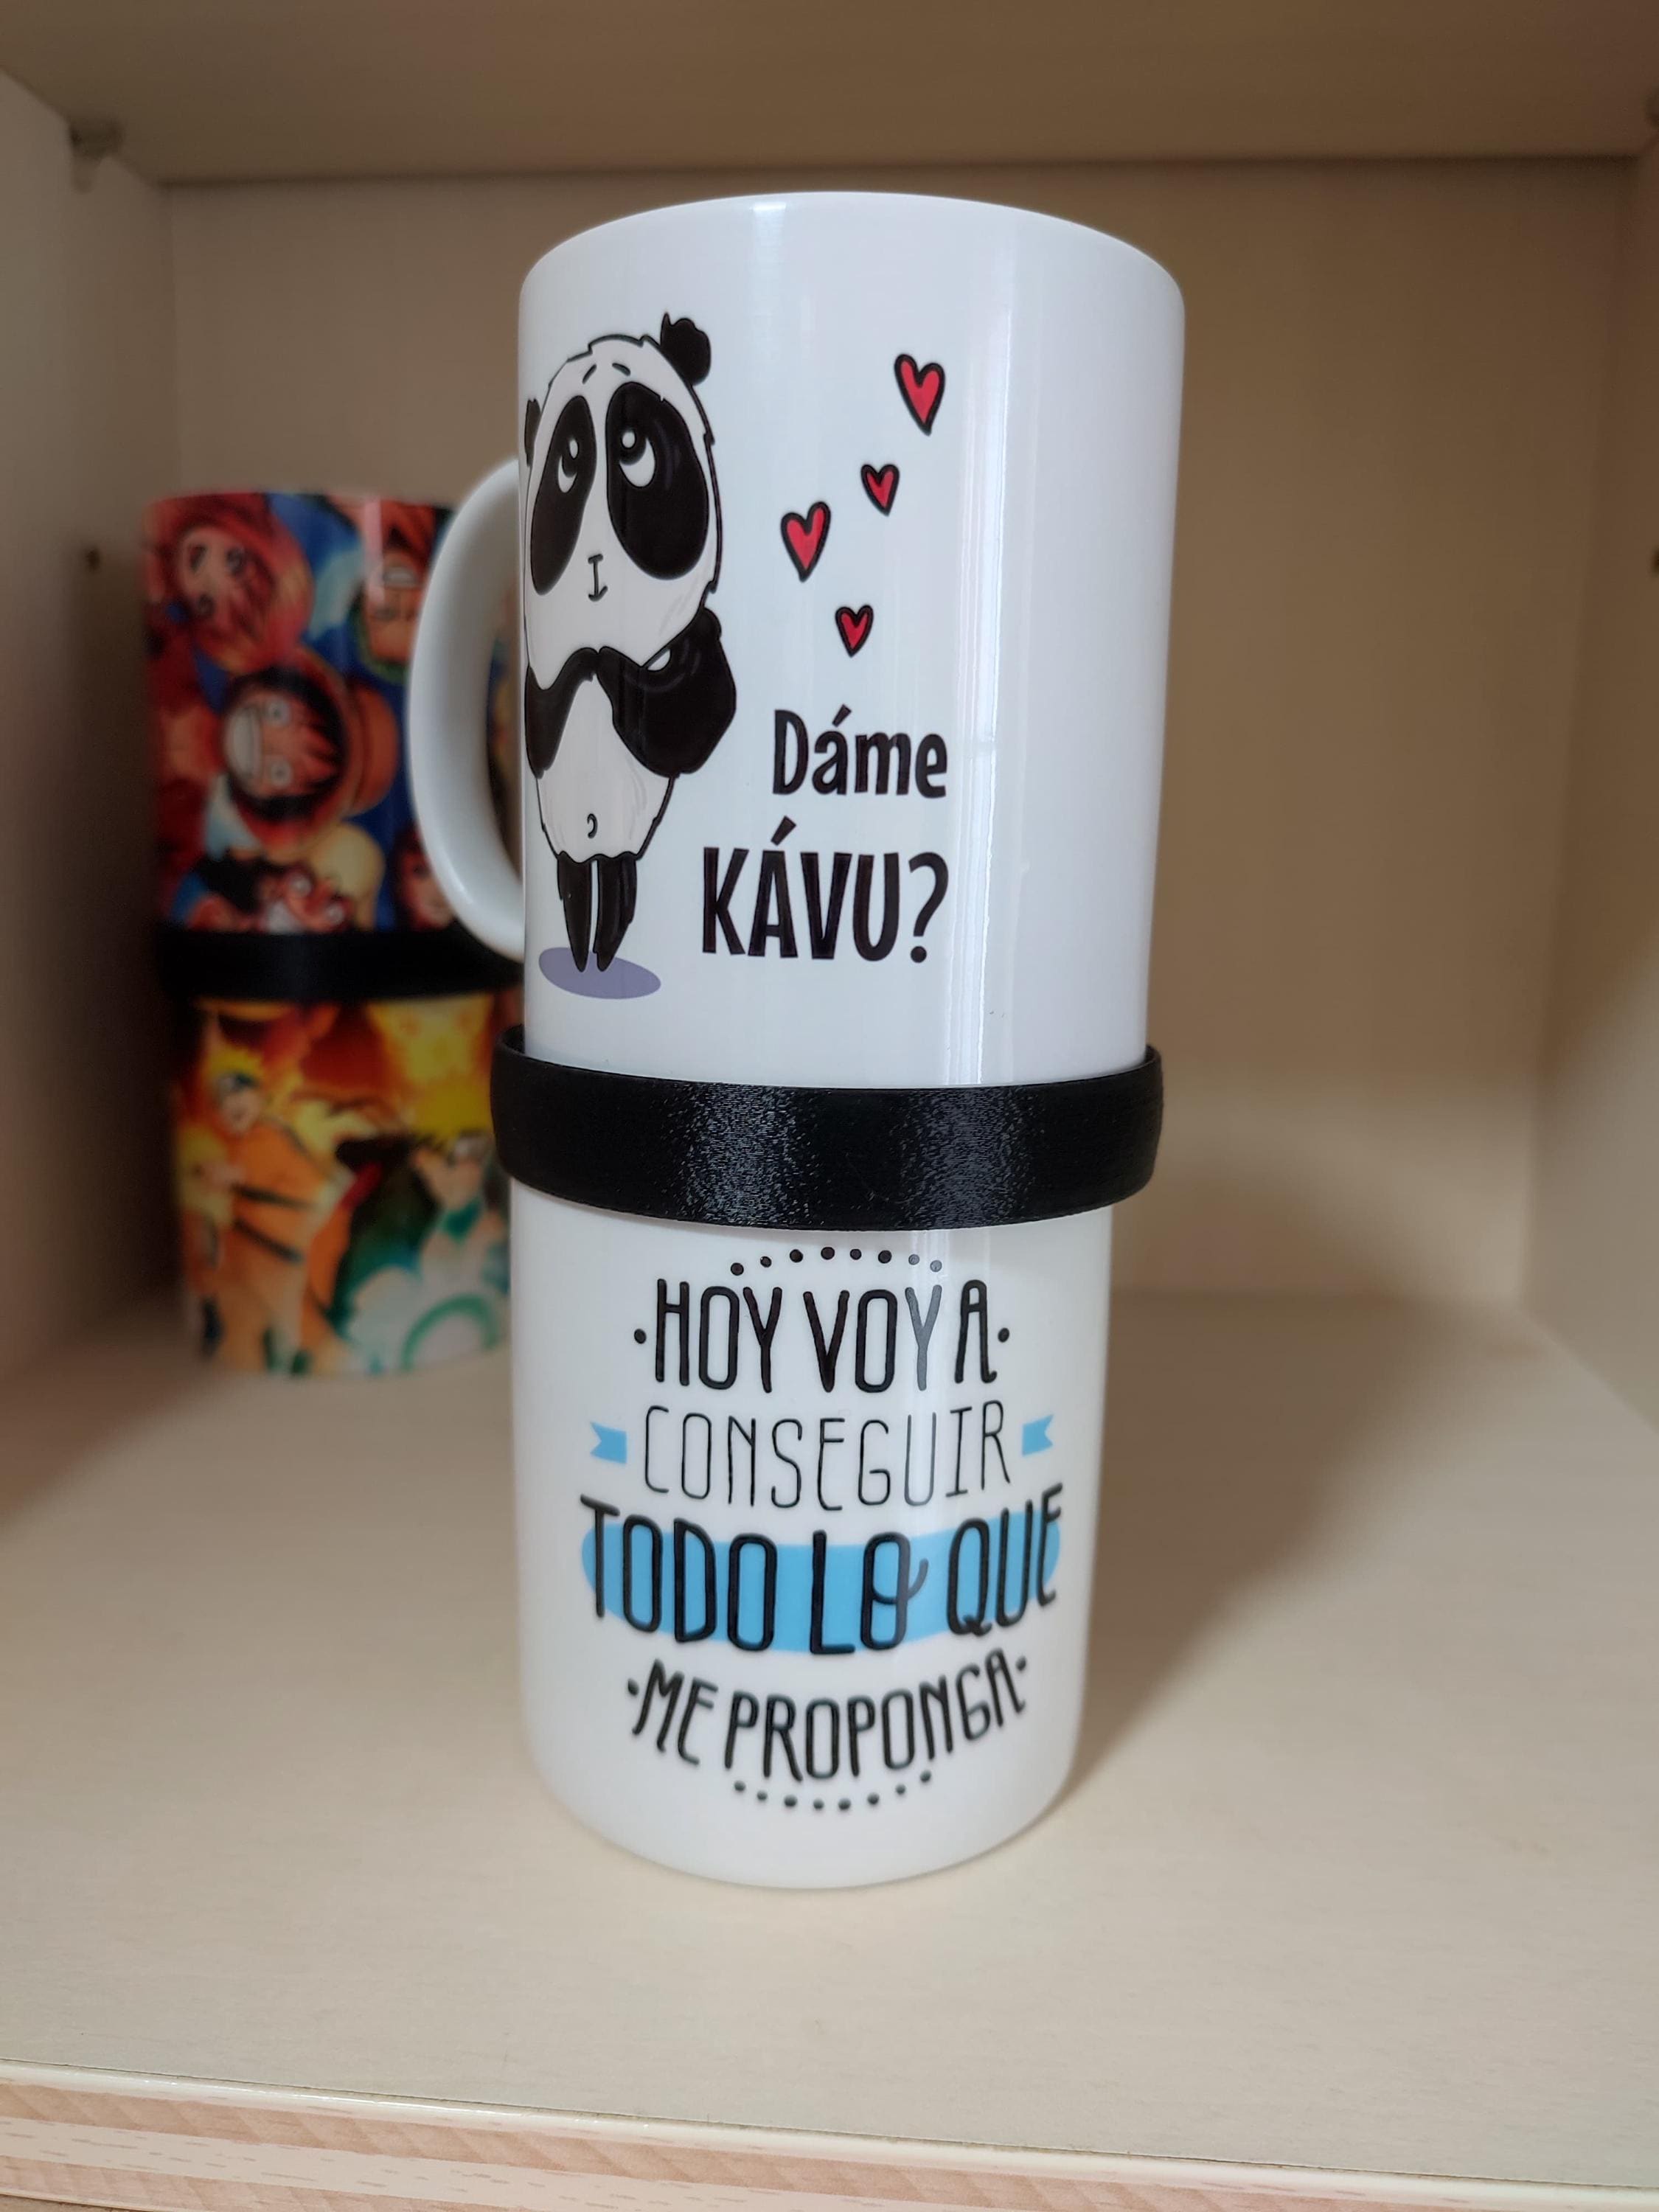 Dáme
KÁVU?
HOY VOY A
CONSEGUIR
TODO LO QUE
ME PROPONGA